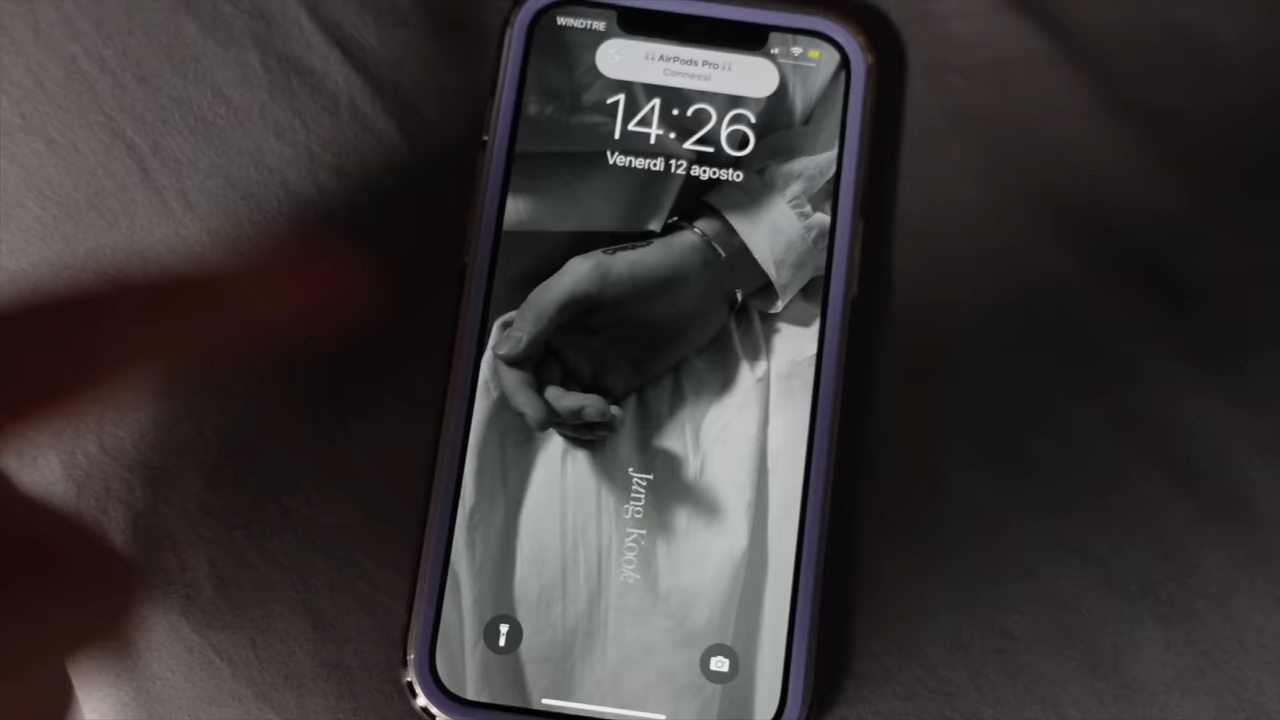 WINDTRE
AirPods Pro
Connessi
14:26
Venerdì 12 agosto
Jung Kook